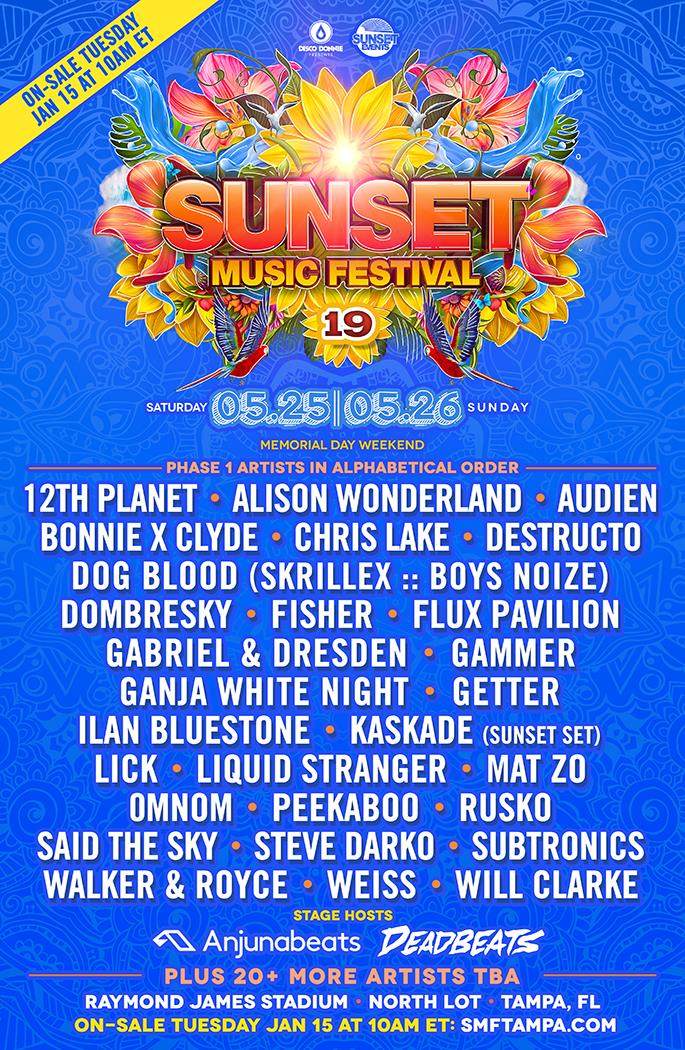 ON-SALE TUESDAY
JAN 15 AT 10AM ET
DISCO DONNIE
PRESENTS
SUNSET
EVENTS
SUNSET
MUSIC FESTIVAL
19
SATURDAY 05.25|05.26 SUNDAY
MEMORIAL DAY WEEKEND
PHASE 1 ARTISTS IN ALPHABETICAL ORDER
12TH PLANET • ALISON WONDERLAND • AUDIEN
BONNIE X CLYDE • CHRIS LAKE • DESTRUCTO
DOG BLOOD (SKRILLEX :: BOYS NOIZE)
DOMBRESKY • FISHER • FLUX PAVILION
GABRIEL & DRESDEN • GAMMER
GANJA WHITE NIGHT • GETTER
ILAN BLUESTONE • KASKADE (SUNSET SET)
LICK • LIQUID STRANGER • MAT ZO
OMNOM • PEEKABOO • RUSKO
SAID THE SKY • STEVE DARKO • SUBTRONICS
WALKER & ROYCE • WEISS • WILL CLARKE
STAGE HOSTS
Anjunabeats DEADBEATS
PLUS 20+ MORE ARTISTS TBA
RAYMOND JAMES STADIUM • NORTH LOT • TAMPA, FL
ON-SALE TUESDAY JAN 15 AT 10AM ET: SMFTAMPA.COM